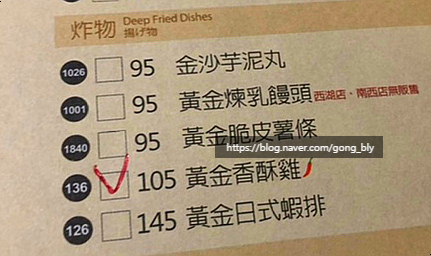 炸物 Deep Fried Dishes
揚げ物
1026 95 金沙芋泥丸
1001 95 黃金煉乳饅頭 西湖店、南西店無販售
1840 95 黃金脆皮薯條
https://blog.naver.com/gong_bly
136 105 黃金香酥雞
126 145 黃金日式蝦排